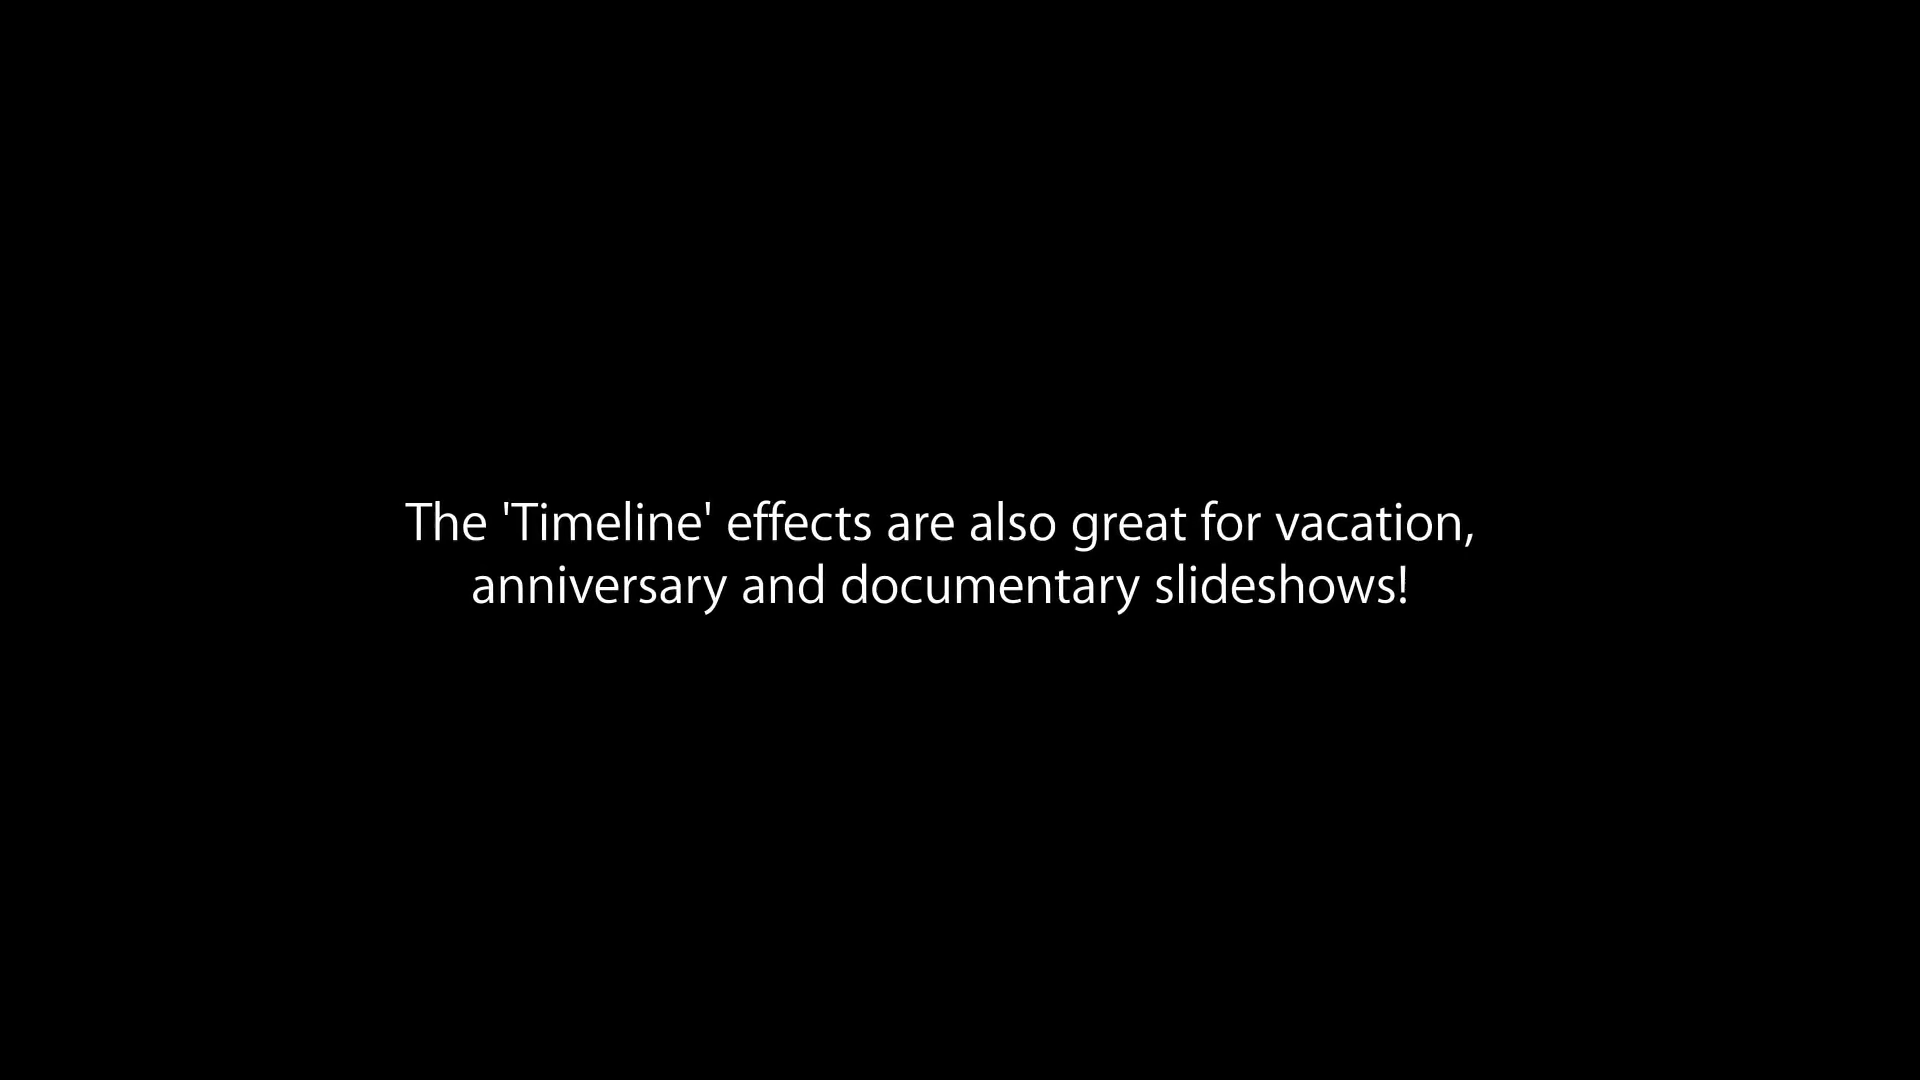 The 'Timeline' effects are also great for vacation,
anniversary and documentary slideshows!